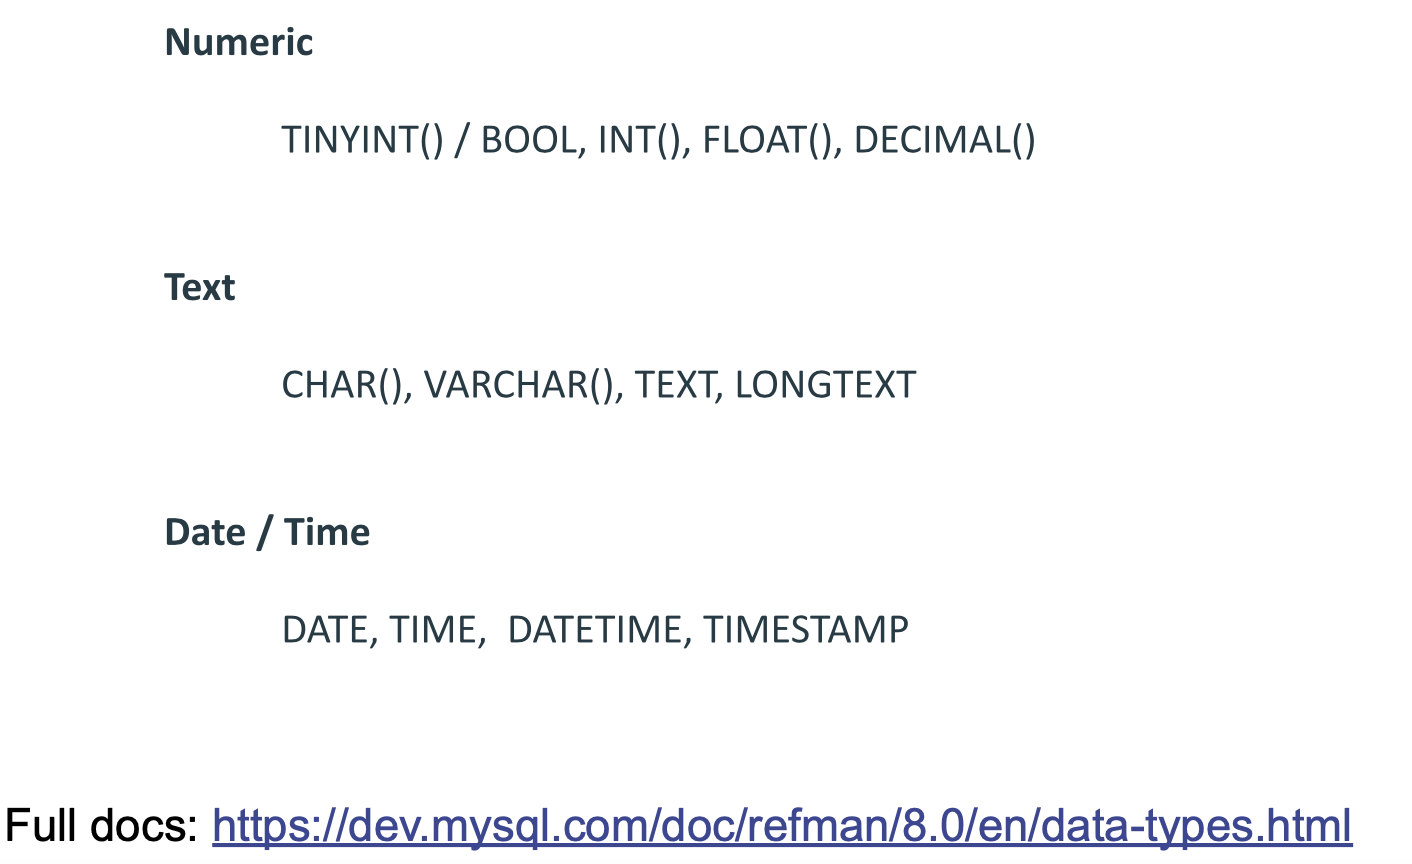 Numeric
TINYINT() / BOOL, INT(), FLOAT(), DECIMAL()
Text
CHAR(), VARCHAR(), TEXT, LONGTEXT
Date / Time
DATE, TIME,  DATETIME, TIMESTAMP
Full docs: https://dev.mysql.com/doc/refman/8.0/en/data-types.html